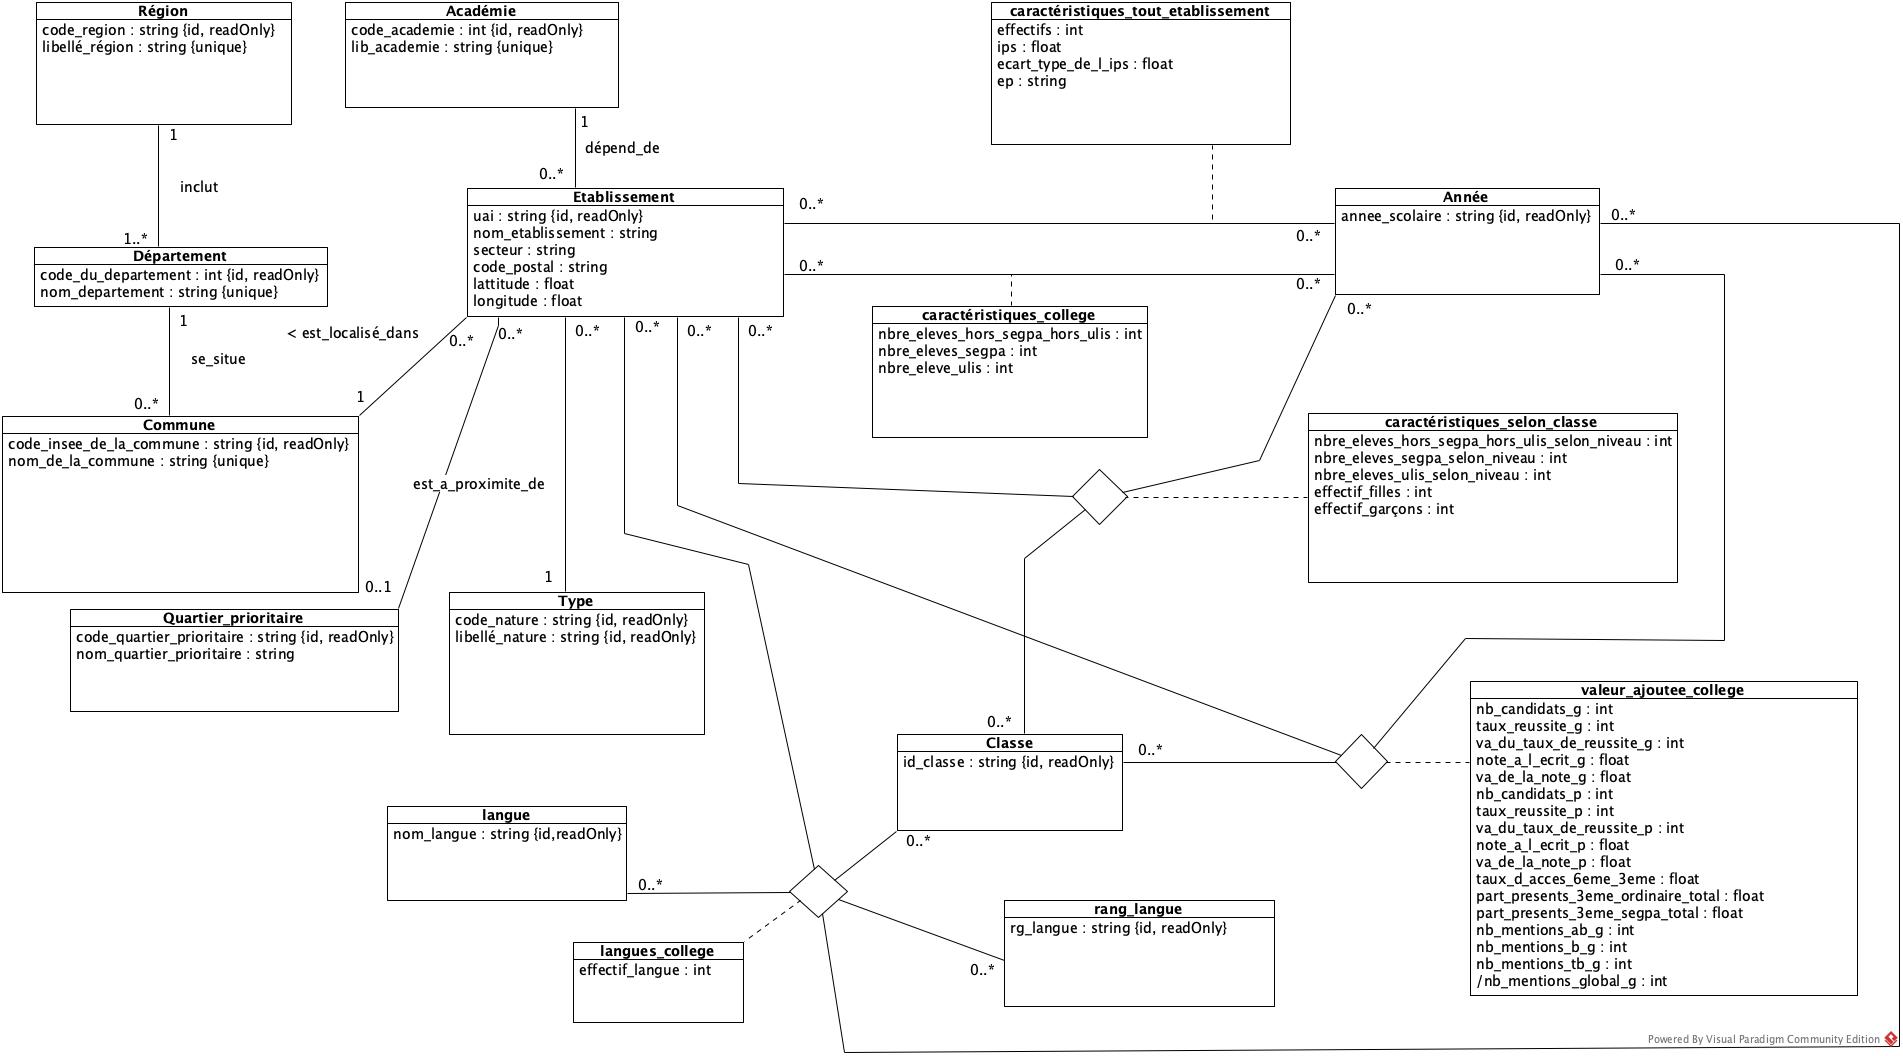 Région
code_region : string {id, readOnly}
libellé_région : string {unique}
1
inclut
1..*
Académie
code_academie : int {id, readOnly}
lib_academie : string {unique}
1
dépend_de
0..*
caractéristiques_tout_etablissement
effectifs : int
ips : float
ecart_type_de_l_ips : float
ep : string
Département
code_du_departement : int {id, readOnly}
nom_departement : string {unique}
1
se_situe
0..*
Etablissement
uai : string {id, readOnly}
nom_etablissement : string
secteur : string
code_postal : string
lattitude : float
longitude : float
0..*
0..*
0..*
0..*
Année
annee_scolaire : string {id, readOnly}
0..*
0..*
0..*
< est_localisé_dans
0..*
0..*
0..*
0..*
0..*
0..*
1
caractéristiques_college
nbre_eleves_hors_segpa_hors_ulis : int
nbre_eleves_segpa : int
nbre_eleve_ulis : int
Commune
code_insee_de_la_commune : string {id, readOnly}
nom_de_la_commune : string {unique}
est_a_proximite_de
0..1
1
caractéristiques_selon_classe
nbre_eleves_hors_segpa_hors_ulis_selon_niveau : int
nbre_eleves_segpa_selon_niveau : int
nbre_eleves_ulis_selon_niveau : int
effectif_filles : int
effectif_garçons : int
Quartier_prioritaire
code_quartier_prioritaire : string {id, readOnly}
nom_quartier_prioritaire : string
Type
code_nature : string {id, readOnly}
libellé_nature : string {id, readOnly}
0..*
Classe
id_classe : string {id, readOnly}
0..*
0..*
valeur_ajoutee_college
nb_candidats_g : int
taux_reussite_g : int
va_du_taux_de_reussite_g : int
note_a_l_ecrit_g : float
va_de_la_note_g : float
nb_candidats_p : int
taux_reussite_p : int
va_du_taux_de_reussite_p : int
note_a_l_ecrit_p : float
va_de_la_note_p : float
taux_d_acces_6eme_3eme : float
part_presents_3eme_ordinaire_total : float
part_presents_3eme_segpa_total : float
nb_mentions_ab_g : int
nb_mentions_b_g : int
nb_mentions_tb_g : int
/nb_mentions_global_g : int
langue
nom_langue : string {id,readOnly}
0..*
langues_college
effectif_langue : int
rang_langue
rg_langue : string {id, readOnly}
0..*
Powered By Visual Paradigm Community Edition